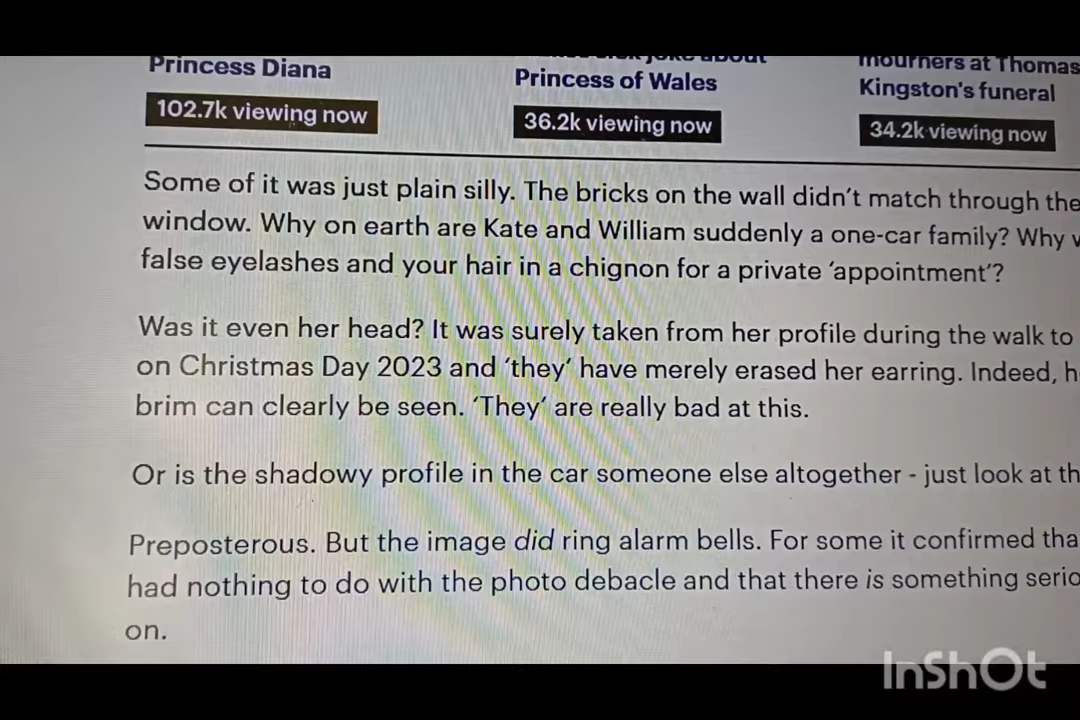 Princess Diana
102.7k viewing now
joke about
Princess of Wales
36.2k viewing now
mourners at Thomas
Kingston's funeral
34.2k viewing now
Some of it was just plain silly. The bricks on the wall didn't match through the
window. Why on earth are Kate and William suddenly a one-car family? Why
false eyelashes and your hair in a chignon for a private 'appointment'?
Was it even her head? It was surely taken from her profile during the walk to
on Christmas Day 2023 and 'they' have merely erased her earring. Indeed,
brim can clearly be seen. 'They' are really bad at this.
Or is the shadowy profile in the car someone else altogether - just look at
Preposterous. But the image did ring alarm bells. For some it confirmed
had nothing to do with the photo debacle and that there is something
on.
InShOt